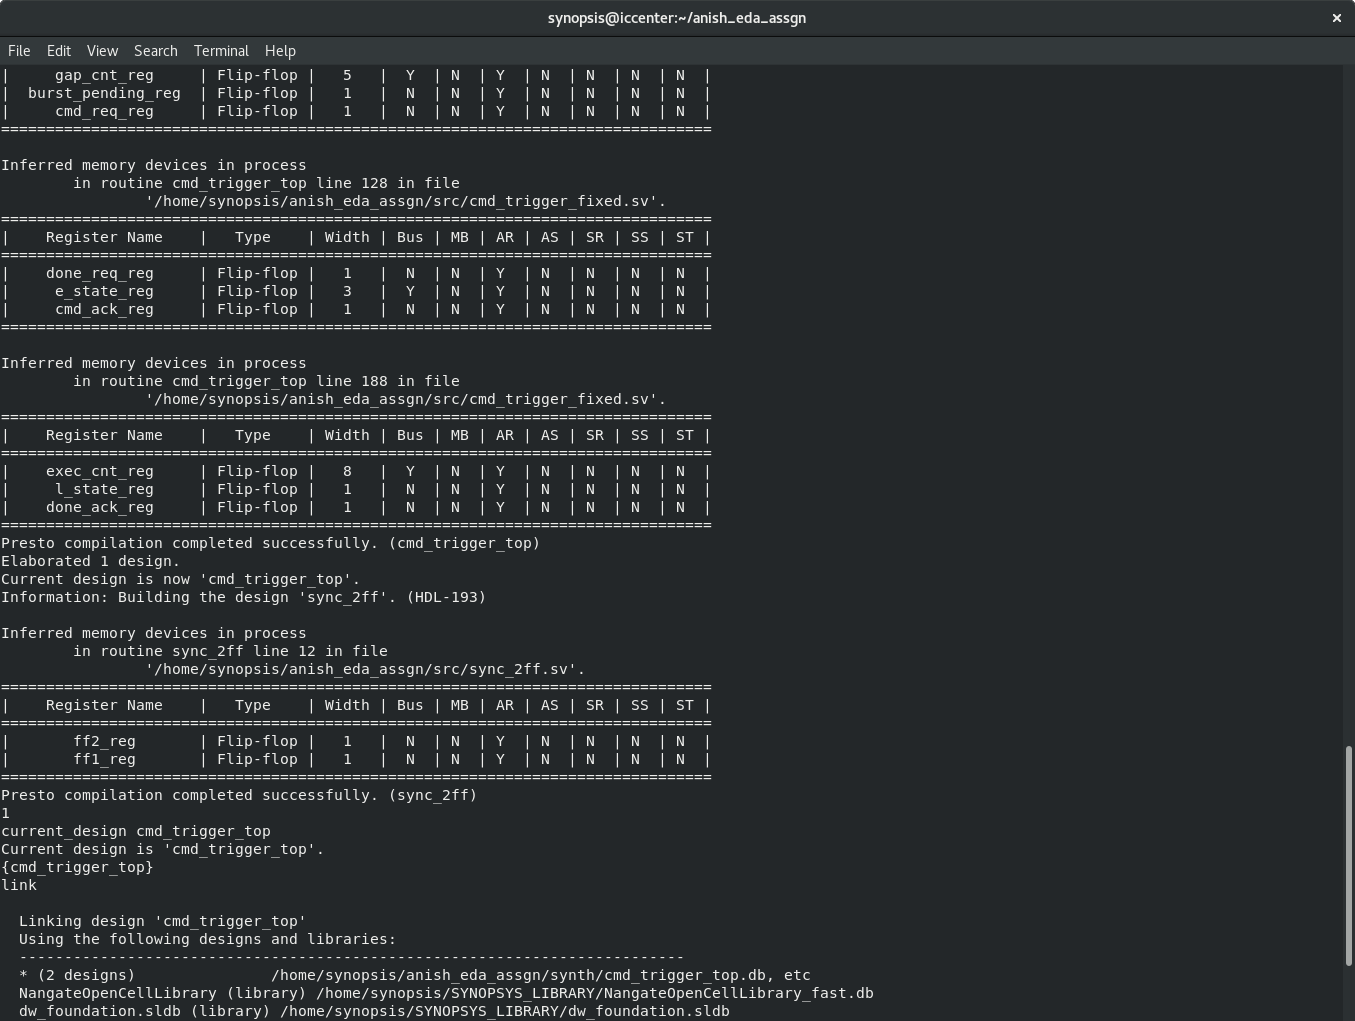 synopsis@iccenter:~/anish_eda_assgn
File Edit View Search Terminal Help
|     gap_cnt_reg     | Flip-flop |   5   |  Y  | N  | Y  | N  | N  | N  | N  |
|  burst_pending_reg  | Flip-flop |   1   |  N  | N  | Y  | N  | N  | N  | N  |
|     cmd_req_reg     | Flip-flop |   1   |  N  | N  | Y  | N  | N  | N  | N  |
===============================================================================
Inferred memory devices in process
        in routine cmd_trigger_top line 128 in file
                '/home/synopsis/anish_eda_assgn/src/cmd_trigger_fixed.sv'.
===============================================================================
|    Register Name    |   Type    | Width | Bus | MB | AR | AS | SR | SS | ST |
===============================================================================
|    done_req_reg     | Flip-flop |   1   |  N  | N  | Y  | N  | N  | N  | N  |
|     e_state_reg     | Flip-flop |   3   |  Y  | N  | Y  | N  | N  | N  | N  |
|     cmd_ack_reg     | Flip-flop |   1   |  N  | N  | Y  | N  | N  | N  | N  |
===============================================================================
Inferred memory devices in process
        in routine cmd_trigger_top line 188 in file
                '/home/synopsis/anish_eda_assgn/src/cmd_trigger_fixed.sv'.
===============================================================================
|    Register Name    |   Type    | Width | Bus | MB | AR | AS | SR | SS | ST |
===============================================================================
|    exec_cnt_reg     | Flip-flop |   8   |  Y  | N  | Y  | N  | N  | N  | N  |
|     l_state_reg     | Flip-flop |   1   |  N  | N  | Y  | N  | N  | N  | N  |
|    done_ack_reg     | Flip-flop |   1   |  N  | N  | Y  | N  | N  | N  | N  |
===============================================================================
Presto compilation completed successfully. (cmd_trigger_top)
Elaborated 1 design.
Current design is now 'cmd_trigger_top'.
Information: Building the design 'sync_2ff'. (HDL-193)
Inferred memory devices in process
        in routine sync_2ff line 12 in file
                '/home/synopsis/anish_eda_assgn/src/sync_2ff.sv'.
===============================================================================
|    Register Name    |   Type    | Width | Bus | MB | AR | AS | SR | SS | ST |
===============================================================================
|       ff2_reg       | Flip-flop |   1   |  N  | N  | Y  | N  | N  | N  | N  |
|       ff1_reg       | Flip-flop |   1   |  N  | N  | Y  | N  | N  | N  | N  |
===============================================================================
Presto compilation completed successfully. (sync_2ff)
1
current_design cmd_trigger_top
Current design is 'cmd_trigger_top'.
{cmd_trigger_top}
link
  Linking design 'cmd_trigger_top'
  Using the following designs and libraries:
  --------------------------------------------------------------------------
  * (2 designs)               /home/synopsis/anish_eda_assgn/synth/cmd_trigger_top.db, etc
  NangateOpenCellLibrary (library) /home/synopsis/SYNOPSYS_LIBRARY/NangateOpenCellLibrary_fast.db
  dw_foundation.sldb (library) /home/synopsis/SYNOPSYS_LIBRARY/dw_foundation.sldb